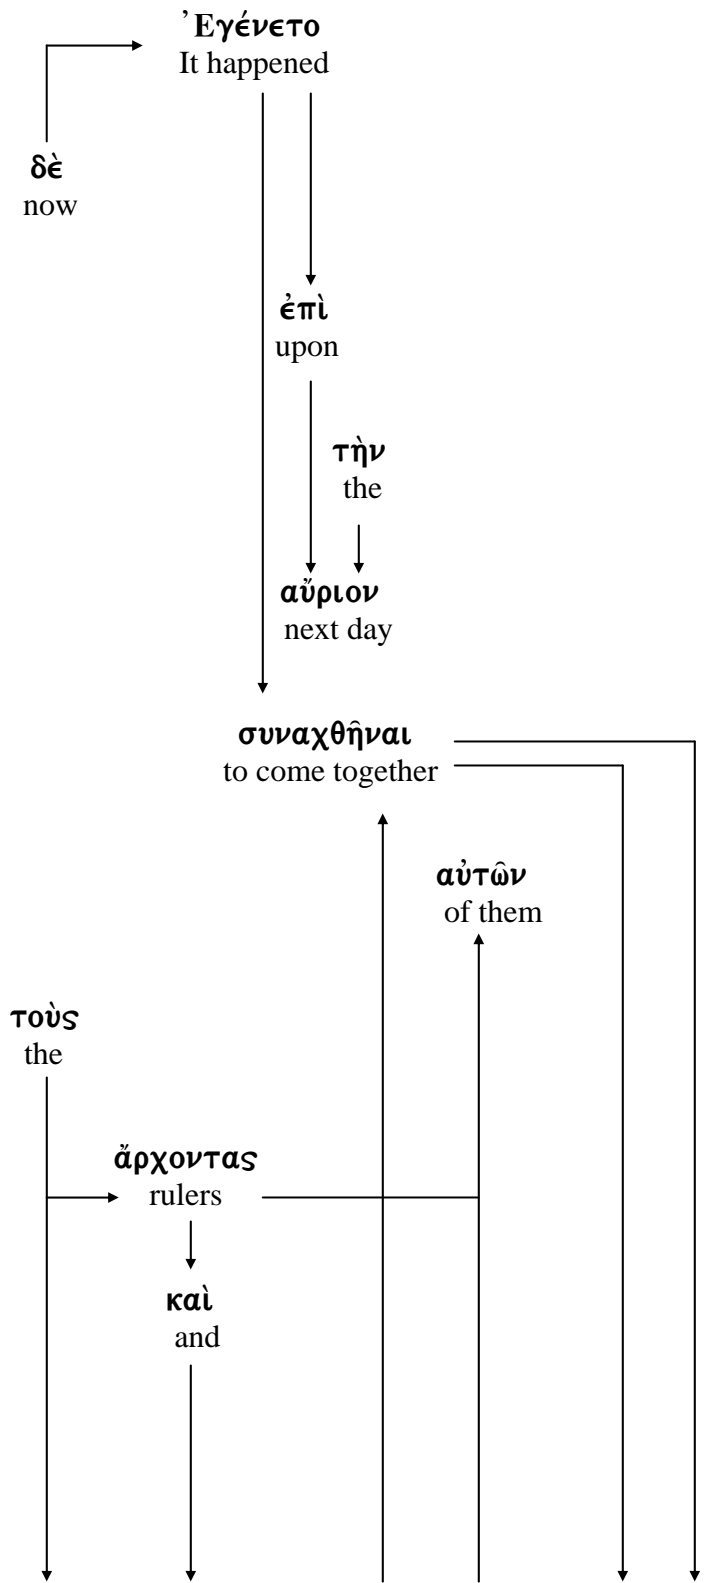 Ἐγένετο
It happened
δὲ
now
ἐπὶ
upon
τὴν
the
αὔριον
next day
συναχθῆναι
to come together
αὐτῶν
of them
τοὺς
the
ἄρχοντας
rulers
καὶ
and